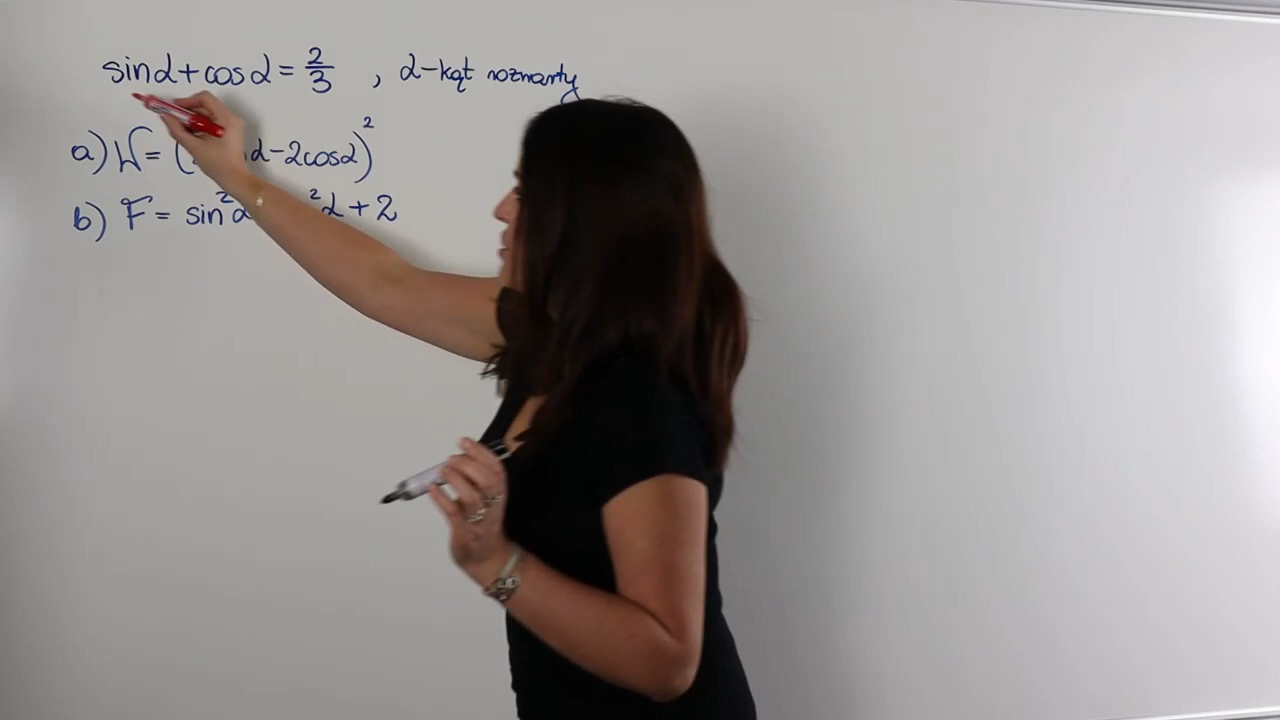 sinα+cosα=2/3 , α-kąt rozwarty
a) W= ( α-2cosα)²
b) F= sin²α ²α+2